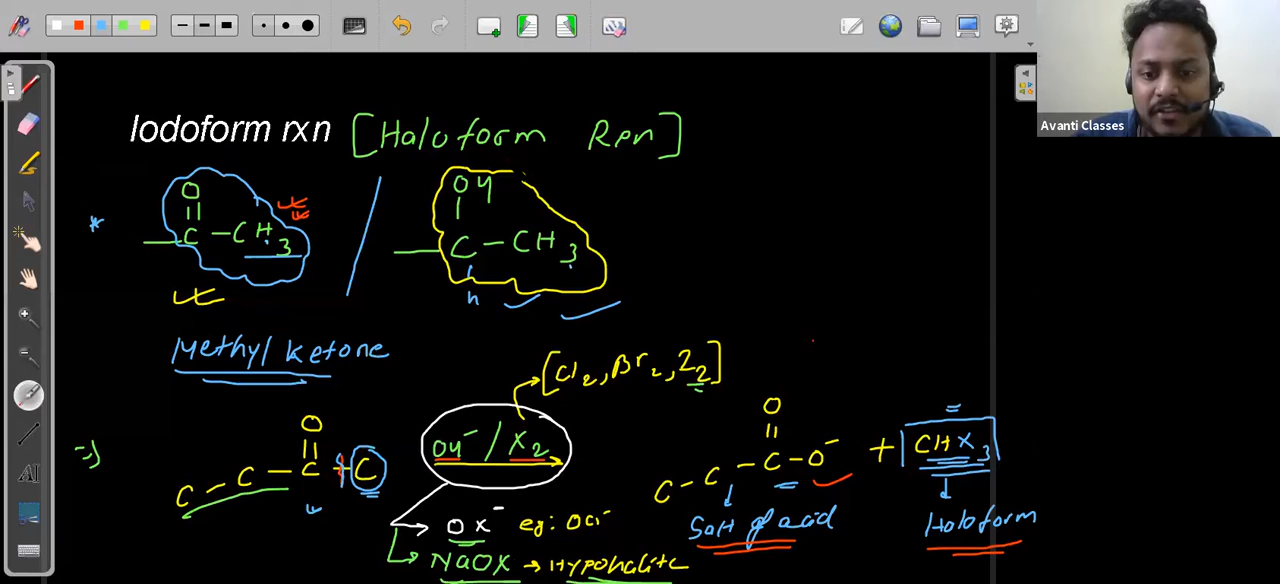 Avanti Classes
Iodoform rxn [Haloform Rxn]
O
||
— C – CH3
/
OH
|
— C – CH3
|
H
Methyl Ketone
[Cl2, Br2, I2]
=> C – C – C + C
O
||
OH⁻ / X2
O
||
C – C – C – O⁻ + CHX3
Salt of acid
Haloform
→ OX⁻ eg: OCl⁻
→ NaOX → Hypohalite